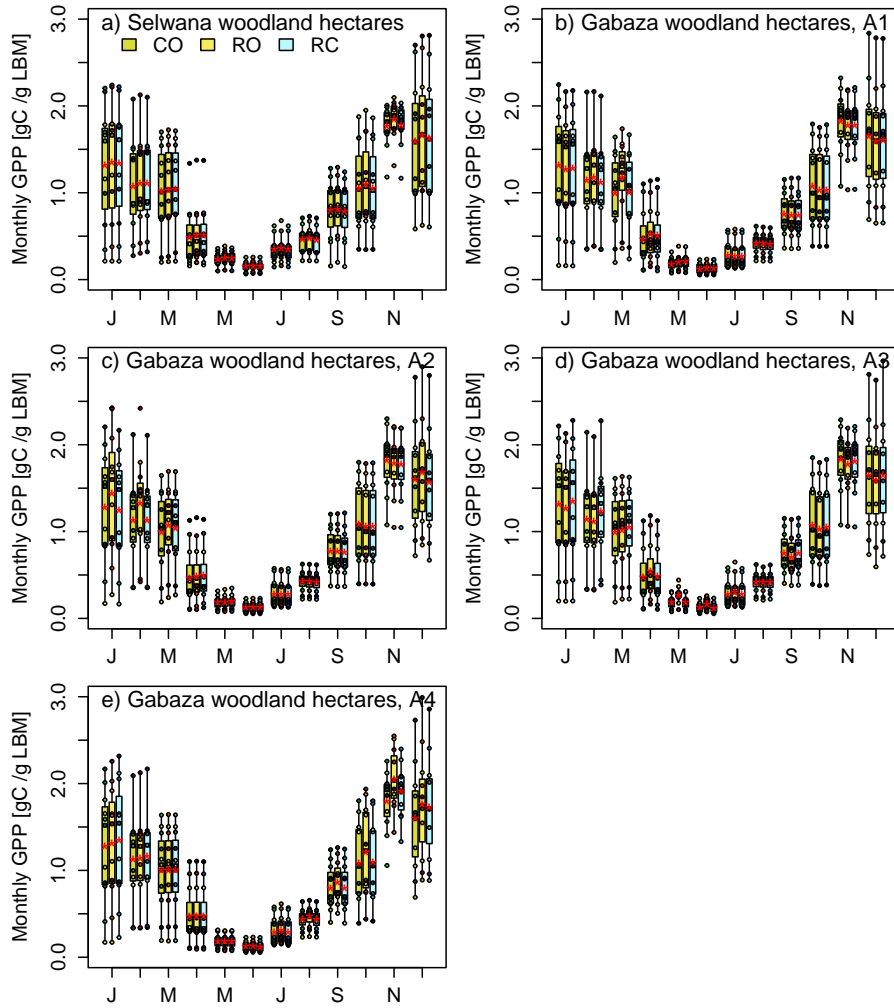 a) Selwana woodland hectares
CO RO RC
Monthly GPP [gC /g LBM]
0.0 1.0 2.0 3.0
J M M J S N
b) Gabaza woodland hectares, A1
Monthly GPP [gC /g LBM]
0.0 1.0 2.0 3.0
J M M J S N
c) Gabaza woodland hectares, A2
Monthly GPP [gC /g LBM]
0.0 1.0 2.0 3.0
J M M J S N
d) Gabaza woodland hectares, A3
Monthly GPP [gC /g LBM]
0.0 1.0 2.0 3.0
J M M J S N
e) Gabaza woodland hectares, A4
Monthly GPP [gC /g LBM]
0.0 1.0 2.0 3.0
J M M J S N